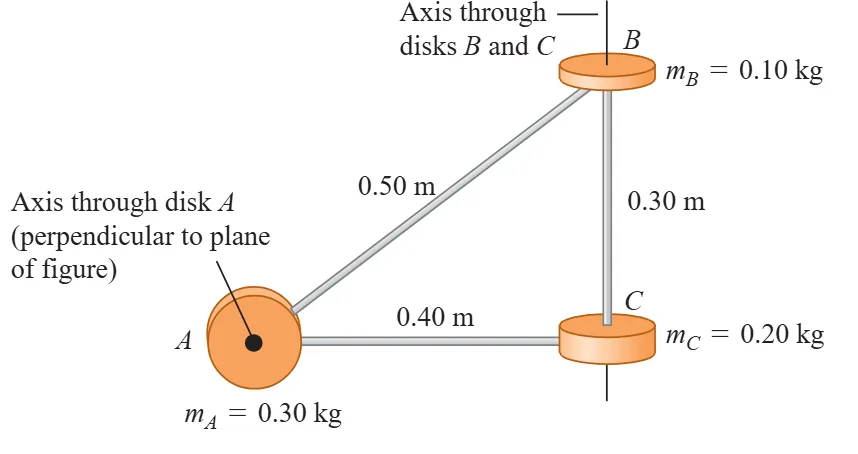 Axis through
disks B and C
B
m_B = 0.10 kg
0.50 m
0.30 m
Axis through disk A
(perpendicular to plane
of figure)
C
0.40 m
A
m_C = 0.20 kg
m_A = 0.30 kg